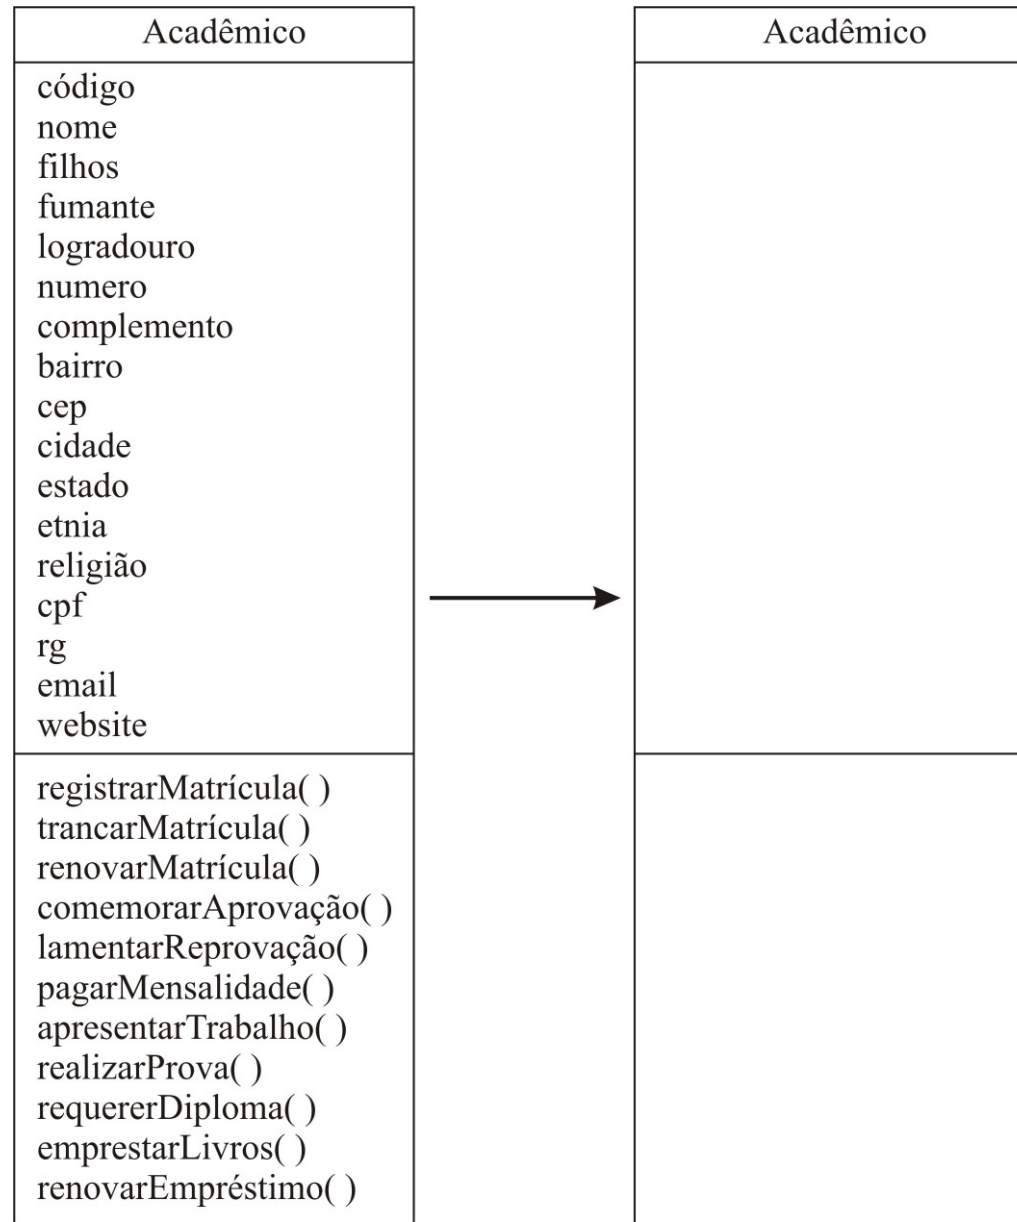 Acadêmico
código
nome
filhos
fumante
logradouro
numero
complemento
bairro
cep
cidade
estado
etnia
religião
cpf
rg
email
website
registrarMatrícula( )
trancarMatrícula( )
renovarMatrícula( )
comemorarAprovação( )
lamentarReprovação( )
pagarMensalidade( )
apresentarTrabalho( )
realizarProva( )
requererDiploma( )
emprestarLivros( )
renovarEmpréstimo( )
Acadêmico